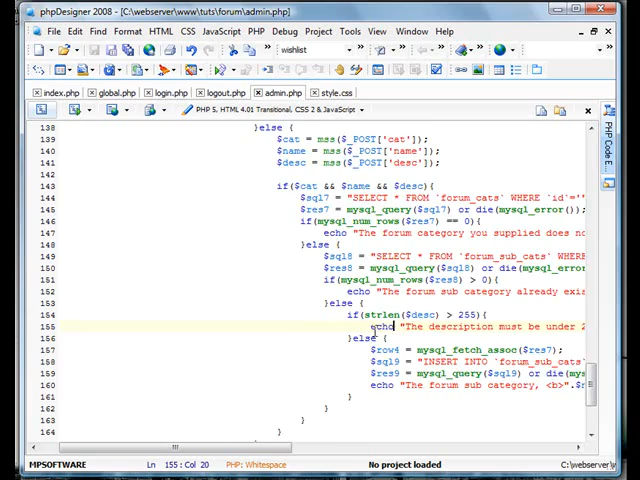 phpDesigner 2008 - [C:\webserver\www\tuts\forum\admin.php]
File Edit Find Format HTML CSS JavaScript PHP Debug Project Tools View Window Help
wishlist
index.php global.php login.php logout.php admin.php style.css
PHP 5, HTML 4.01 Transitional, CSS 2 & JavaScript
138 }else {
139 $cat = mss($_POST['cat']);
140 $name = mss($_POST['name']);
141 $desc = mss($_POST['desc']);
142
143 if($cat && $name && $desc){
144 $sql7 = "SELECT * FROM `forum_cats` WHERE `id`='"
145 $res7 = mysql_query($sql7) or die(mysql_error());
146 if(mysql_num_rows($res7) == 0){
147 echo "The forum category you supplied does no
148 }else {
149 $sql8 = "SELECT * FROM `forum_sub_cats` WHERE
150 $res8 = mysql_query($sql8) or die(mysql_error
151 if(mysql_num_rows($res8) > 0){
152 echo "The forum sub category already exis
153 }else {
154 if(strlen($desc) > 255){
155 echo "The description must be under 2
156 }else {
157 $row4 = mysql_fetch_assoc($res7);
158 $sql9 = "INSERT INTO `forum_sub_cats`
159 $res9 = mysql_query($sql9) or die(mys
160 echo "The forum sub category, <b>".$r
161 }
162 }
163 }
164 }
PHP Code E
MPSOFTWARE Ln 155 : Col 20 PHP: Whitespace No project loaded C:\webserver\w